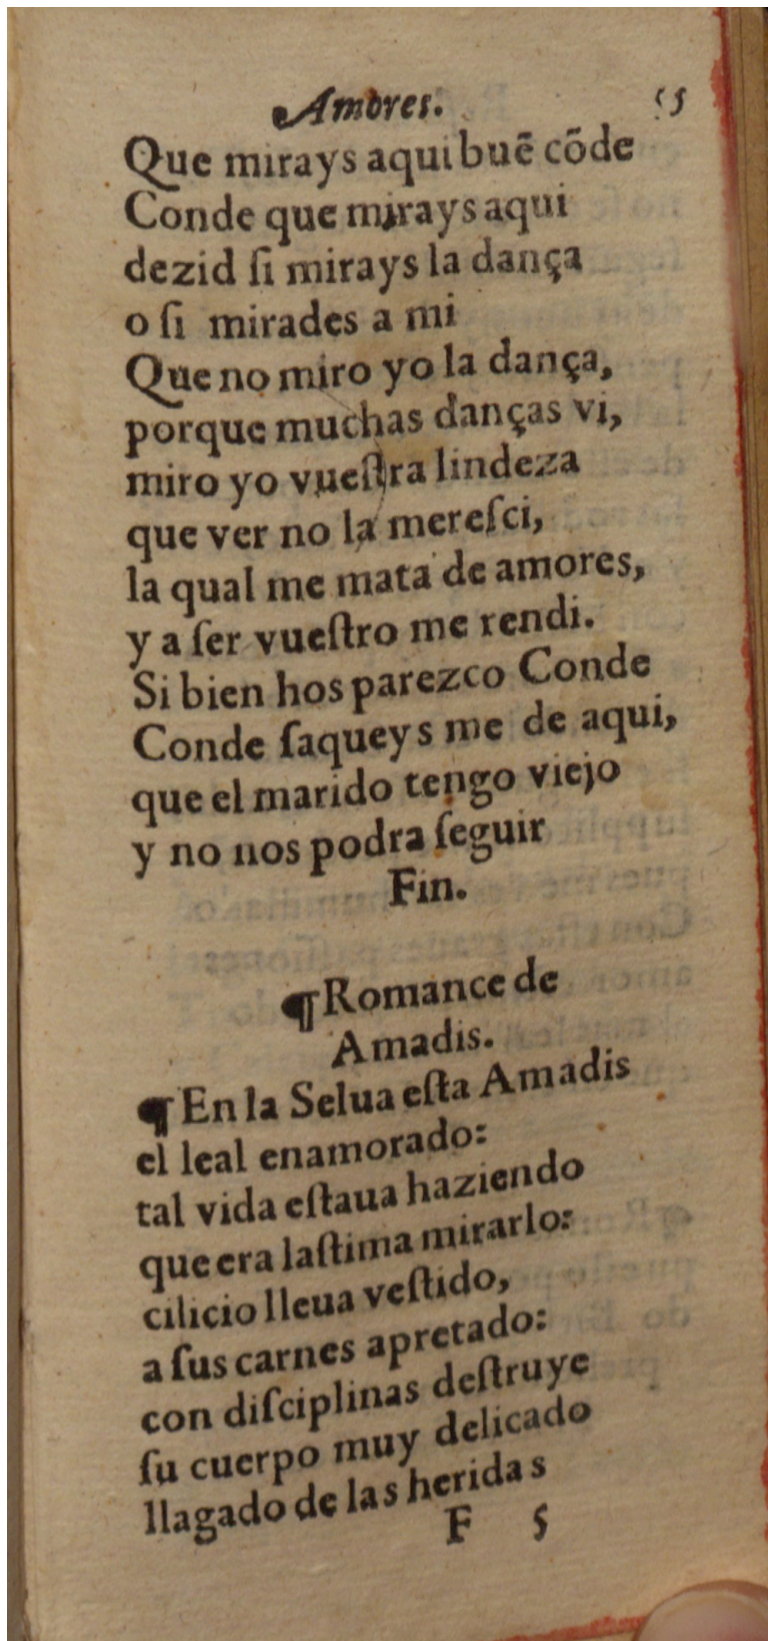 Amores. 55
Que mirays aqui buē cōde
Conde que mirays aqui
dezid ſi mirays la dança
o ſi mirades a mi
Que no miro yo la dança,
porque muchas danças vi,
miro yo vueſtra lindeza
que ver no la mereſci,
la qual me mata de amores,
y a ſer vueſtro me rendi.
Si bien hos parezco Conde
Conde ſaqueys me de aqui,
que el marido tengo viejo
y no nos podra ſeguir
Fin.
¶Romance de
Amadis.
¶En la Selua eſta Amadis
el leal enamorado:
tal vida eſtaua haziendo
que era laſtima mirarlo:
cilicio lleua veſtido,
a ſus carnes apretado:
con diſciplinas deſtruye
ſu cuerpo muy delicado
llagado de las heridas
F 5